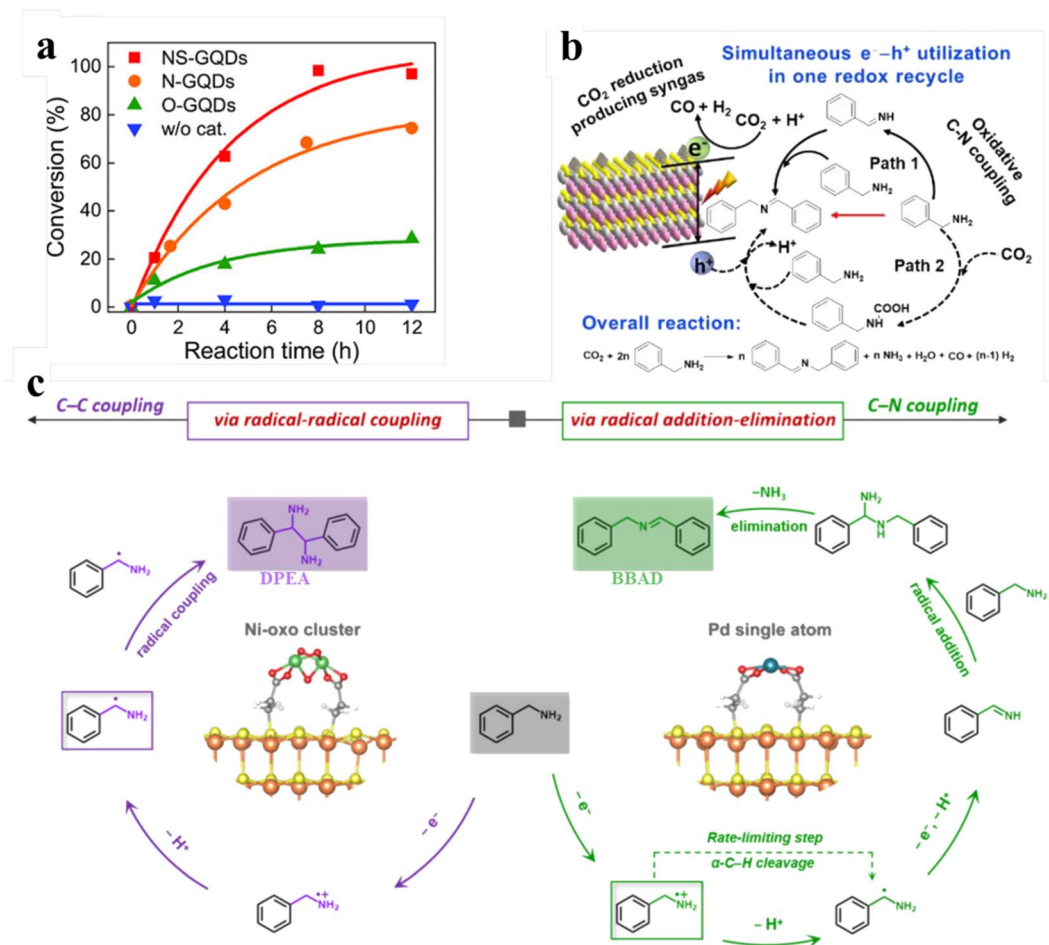 a
NS-GQDs
N-GQDs
O-GQDs
w/o cat.
Conversion (%)
100
80
60
40
20
0
0 2 4 6 8 10 12
Reaction time (h)
b
Simultaneous e⁻–h⁺ utilization
in one redox recycle
CO₂ reduction
producing syngas
CO + H₂
CO₂ + H⁺
e⁻
h⁺
H⁺
NH
NH₂
N
NH₂
NH₂
Path 1
Path 2
Oxidative
C-N coupling
CO₂
COOH
NH
Overall reaction:
CO₂ + 2n NH₂ n N + n NH₃ + H₂O + CO + (n-1) H₂
c
C–C coupling
via radical-radical coupling
via radical addition-elimination
C–N coupling
NH₂
NH₂
DPEA
N
BBAD
–NH₃
elimination
NH₂
N
H
NH₂
radical coupling
radical addition
NH₂
Ni-oxo cluster
Pd single atom
NH₂
NH₂
NH
– H⁺
– e⁻
– e⁻
Rate-limiting step
α-C–H cleavage
– e⁻, – H⁺
NH₂
NH₂
– H⁺
NH₂